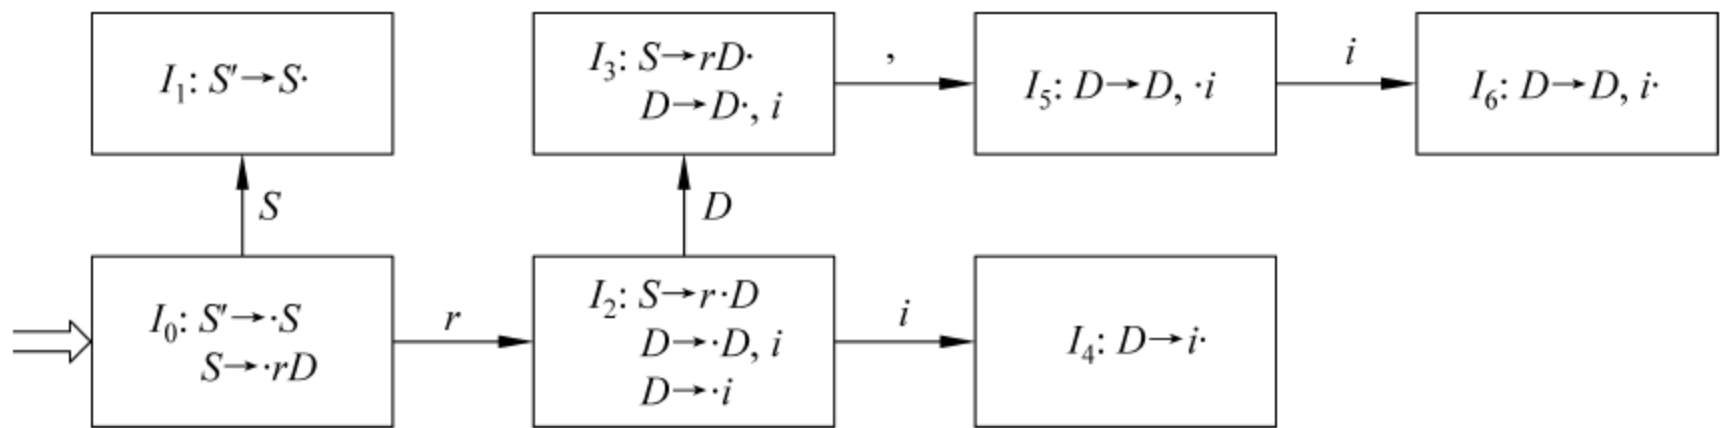 I₁: S′→S·
I₃: S→rD·
D→D·, i
,
I₅: D→D, ·i
i
I₆: D→D, i·
S
D
I₀: S′→·S
S→·rD
r
I₂: S→r·D
D→·D, i
D→·i
i
I₄: D→i·